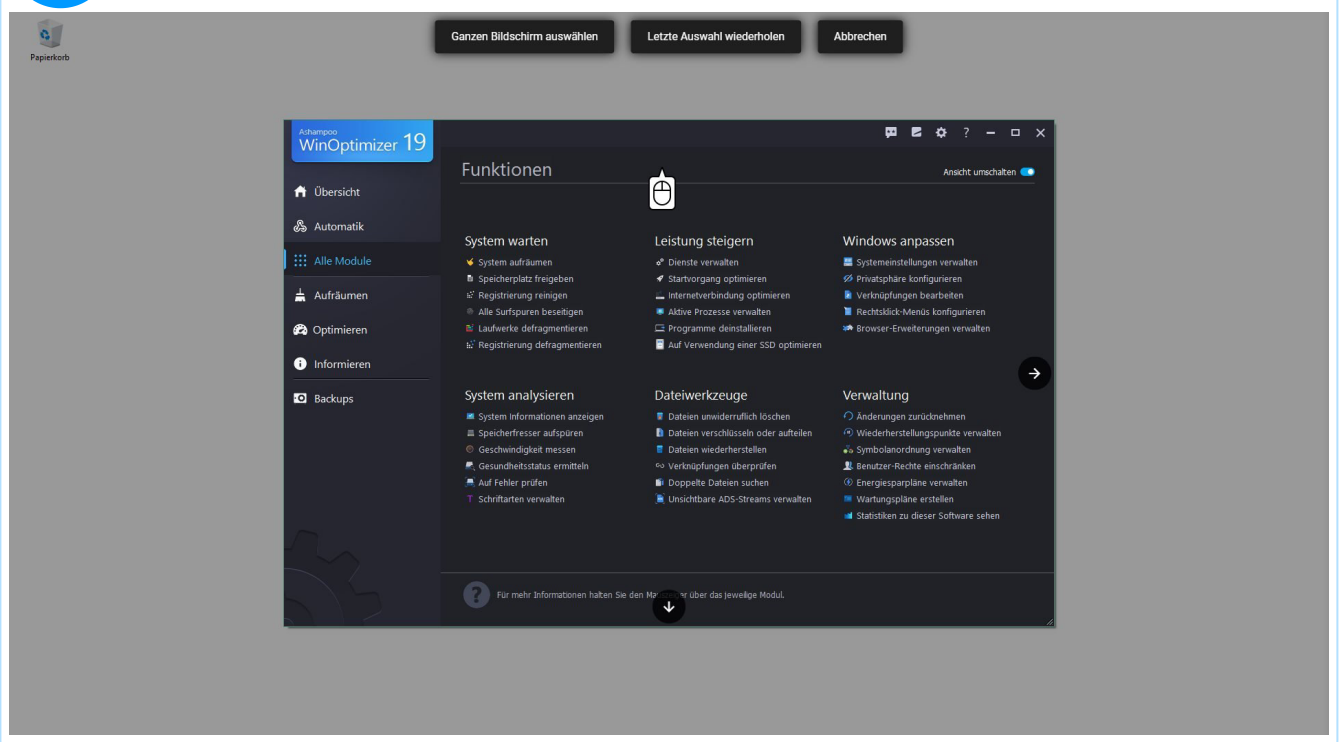 Papierkorb
Ganzen Bildschirm auswählen
Letzte Auswahl wiederholen
Abbrechen
Ashampoo
WinOptimizer 19
Übersicht
Automatik
Alle Module
Aufräumen
Optimieren
Informieren
Backups
Funktionen
Ansicht umschalten
System warten
System aufräumen
Speicherplatz freigeben
Registrierung reinigen
Alle Surfspuren beseitigen
Laufwerke defragmentieren
Registrierung defragmentieren
Leistung steigern
Dienste verwalten
Startvorgang optimieren
Internetverbindung optimieren
Aktive Prozesse verwalten
Programme deinstallieren
Auf Verwendung einer SSD optimieren
Windows anpassen
Systemeinstellungen verwalten
Privatsphäre konfigurieren
Verknüpfungen bearbeiten
Rechtsklick-Menüs konfigurieren
Browser-Erweiterungen verwalten
System analysieren
System Informationen anzeigen
Speicherfresser aufspüren
Geschwindigkeit messen
Gesundheitsstatus ermitteln
Auf Fehler prüfen
Schriftarten verwalten
Dateiwerkzeuge
Dateien unwiderruflich löschen
Dateien verschlüsseln oder aufteilen
Dateien wiederherstellen
Verknüpfungen überprüfen
Doppelte Dateien suchen
Unsichtbare ADS-Streams verwalten
Verwaltung
Änderungen zurücknehmen
Wiederherstellungspunkte verwalten
Symbolanordnung verwalten
Benutzer-Rechte einschränken
Energiesparpläne verwalten
Wartungspläne erstellen
Statistiken zu dieser Software sehen
Für mehr Informationen halten Sie den über das jeweilige Modul.